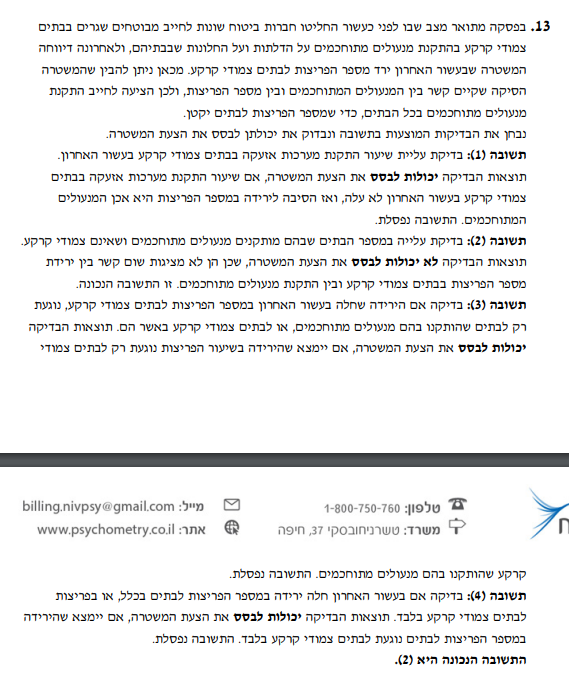 13. בפסקה מתואר מצב שבו לפני כעשור החליטו חברות ביטוח שונות לחייב מבוטחים שגרים בבתים
צמודי קרקע בהתקנת מנעולים מתוחכמים על הדלתות ועל החלונות שבבתיהם, ולאחרונה דיווחה
המשטרה שבעשור האחרון ירד מספר הפריצות לבתים צמודי קרקע. מכאן ניתן להבין שהמשטרה
הסיקה שקיים קשר בין המנעולים המתוחכמים ובין מספר הפריצות, ולכן הציעה לחייב התקנת
מנעולים מתוחכמים בכל הבתים, כדי שמספר הפריצות לבתים יקטן.
נבחן את הבדיקות המוצעות בתשובה ונבדוק את יכולתן לבסס את הצעת המשטרה.
תשובה (1): בדיקת עליית שיעור התקנת מערכות אזעקה בבתים צמודי קרקע בעשור האחרון.
תוצאות הבדיקה יכולות לבסס את הצעת המשטרה, אם שיעור התקנת מערכות אזעקה בבתים
צמודי קרקע בעשור האחרון לא עלה, ואז הסיבה לירידה במספר הפריצות היא אכן המנעולים
המתוחכמים. התשובה נפסלת.
תשובה (2): בדיקת עלייה במספר הבתים שבהם מותקנים מנעולים מתוחכמים ושאינם צמודי קרקע.
תוצאות הבדיקה לא יכולות לבסס את הצעת המשטרה, שכן הן לא מציגות שום קשר בין ירידת
מספר הפריצות בבתים צמודי קרקע ובין התקנת מנעולים מתוחכמים. זו התשובה הנכונה.
תשובה (3): בדיקה אם הירידה שחלה בעשור האחרון במספר הפריצות לבתים צמודי קרקע, נוגעת
רק לבתים שהותקנו בהם מנעולים מתוחכמים, או לבתים צמודי קרקע באשר הם. תוצאות הבדיקה
יכולות לבסס את הצעת המשטרה, אם יימצא שהירידה בשיעור הפריצות נוגעת רק לבתים צמודי
טלפון: 1-800-750-760 מייל: billing.nivpsy@gmail.com
משרד: טשרניחובסקי 37, חיפה אתר: www.psychometry.co.il
קרקע שהותקנו בהם מנעולים מתוחכמים. התשובה נפסלת.
תשובה (4): בדיקה אם בעשור האחרון חלה ירידה במספר הפריצות לבתים בכלל, או בפריצות
לבתים צמודי קרקע בלבד. תוצאות הבדיקה יכולות לבסס את הצעת המשטרה, אם יימצא שהירידה
במספר הפריצות לבתים נוגעת לבתים צמודי קרקע בלבד. התשובה נפסלת.
התשובה הנכונה היא (2).